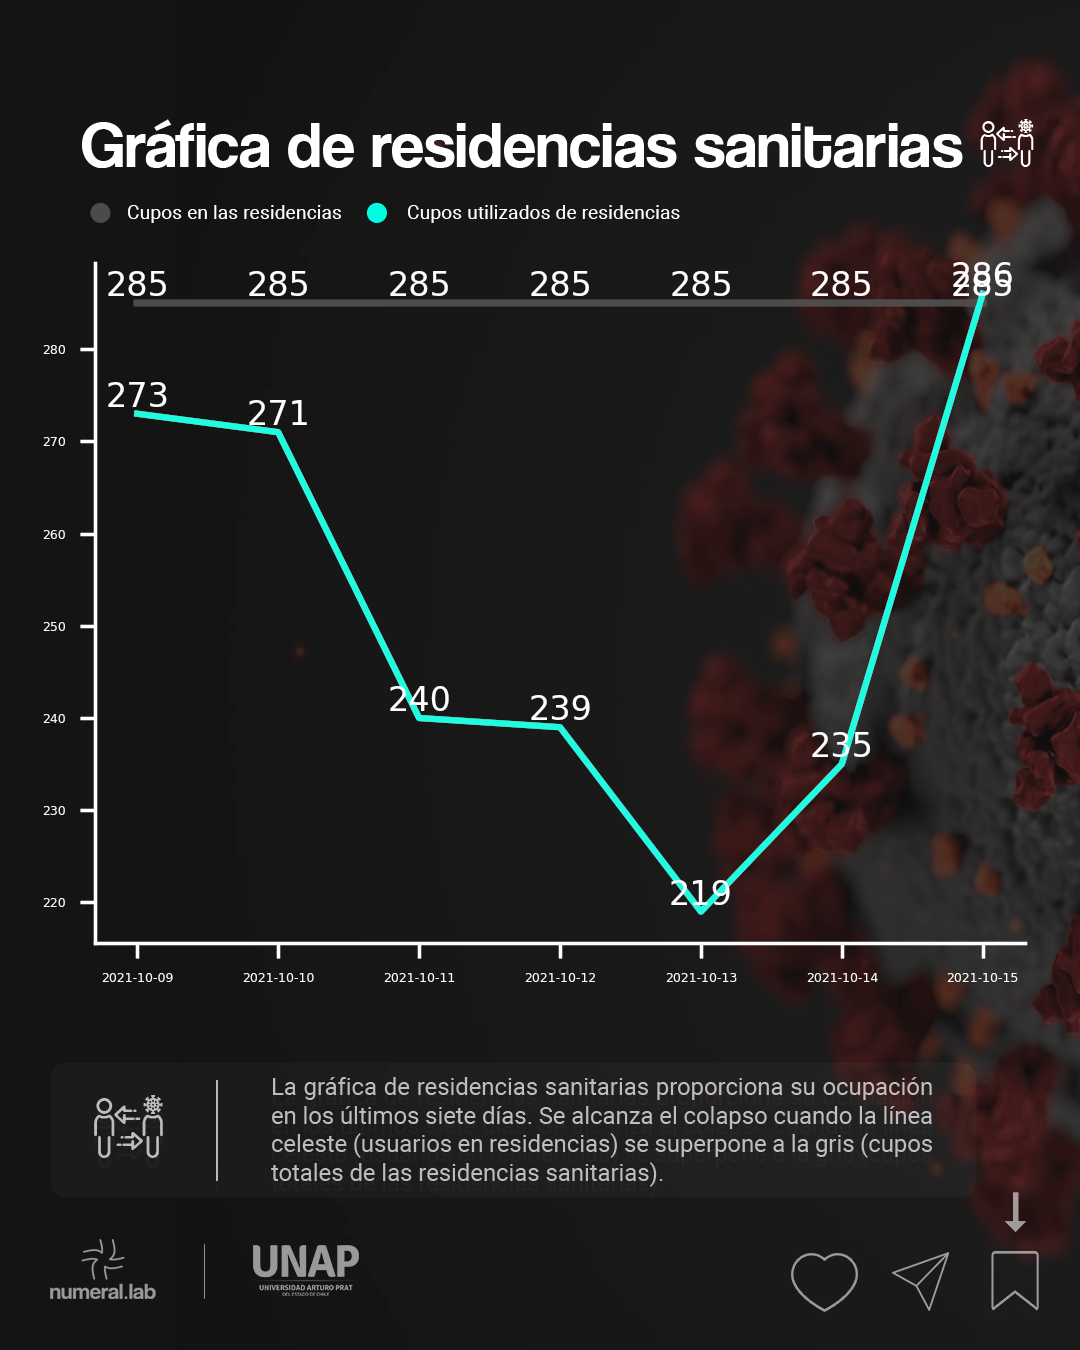 Gráfica de residencias sanitarias
Cupos en las residencias Cupos utilizados de residencias
285 285 285 285 285 285 285
286
280
273
271
270
260
250
240
240
239
235
230
220
219
2021-10-09 2021-10-10 2021-10-11 2021-10-12 2021-10-13 2021-10-14 2021-10-15
La gráfica de residencias sanitarias proporciona su ocupación
en los últimos siete días. Se alcanza el colapso cuando la línea
celeste (usuarios en residencias) se superpone a la gris (cupos
totales de las residencias sanitarias).
numeral.lab
UNAP
UNIVERSIDAD ARTURO PRAT
DEL ESTADO DE CHILE